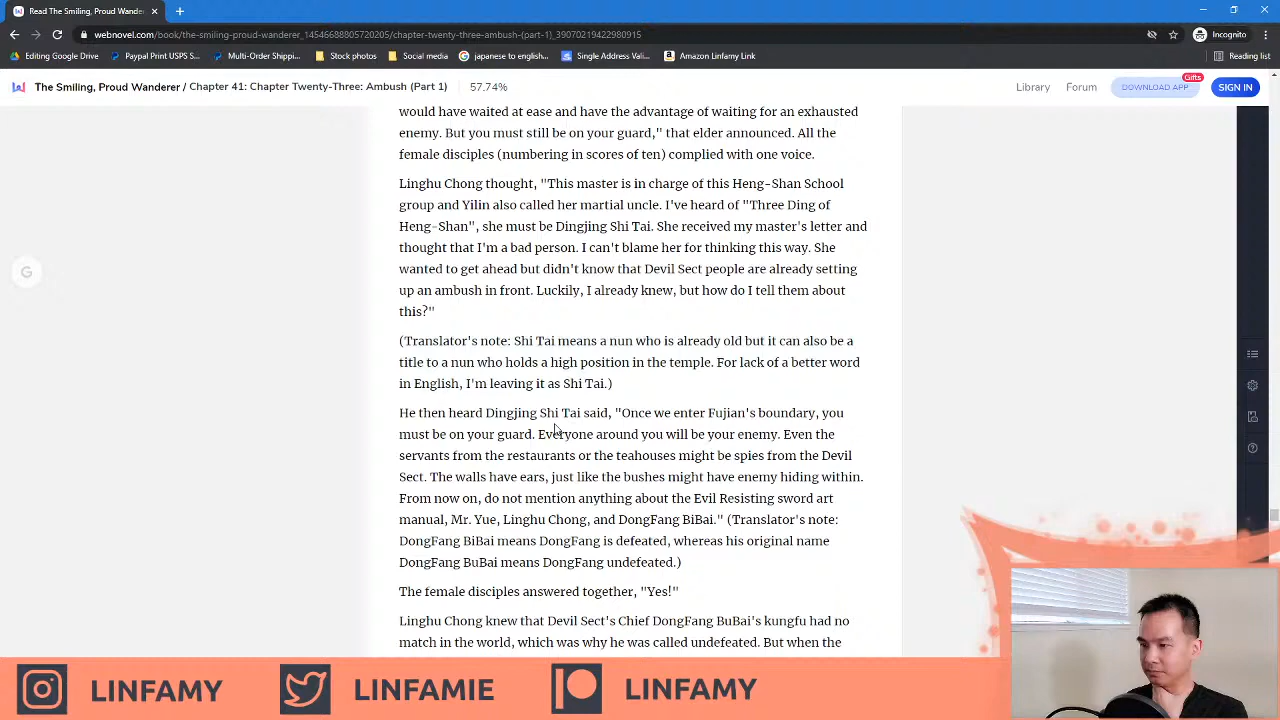 Read The Smiling, Proud Wande
webnovel.com/book/the-smiling-proud-wanderer_14546688805720205/chapter-twenty-three-ambush-(part-1)_39070219422980915
Incognito
Editing Google Drive
Paypal Print USPS S...
Multi-order-Shippi...
Stock photos
Social media
japanese to english...
Single Address Vali...
Amazon Linfamy Link
Reading list
The Smiling, Proud Wanderer / Chapter 41: Chapter Twenty-Three: Ambush (Part 1)
57.74%
Library
Forum
DOWNLOAD APP
Gifts
SIGN IN
would have waited at ease and have the advantage of waiting for an exhausted
enemy. But you must still be on your guard," that elder announced. All the
female disciples (numbering in scores of ten) complied with one voice.
Linghu Chong thought, "This master is in charge of this Heng-Shan School
group and Yilin also called her martial uncle. I've heard of "Three Ding of
Heng-Shan", she must be Dingjing Shi Tai. She received my master's letter and
thought that I'm a bad person. I can't blame her for thinking this way. She
wanted to get ahead but didn't know that Devil Sect people are already setting
up an ambush in front. Luckily, I already knew, but how do I tell them about
this?"
(Translator's note: Shi Tai means a nun who is already old but it can also be a
title to a nun who holds a high position in the temple. For lack of a better word
in English, I'm leaving it as Shi Tai.)
He then heard Dingjing Shi Tai said, "Once we enter Fujian's boundary, you
must be on your guard. Everyone around you will be your enemy. Even the
servants from the restaurants or the teahouses might be spies from the Devil
Sect. The walls have ears, just like the bushes might have enemy hiding within.
From now on, do not mention anything about the Evil Resisting sword art
manual, Mr. Yue, Linghu Chong, and DongFang BiBai." (Translator's note:
DongFang BiBai means DongFang is defeated, whereas his original name
DongFang BuBai means DongFang undefeated.)
The female disciples answered together, "Yes!"
Linghu Chong knew that Devil Sect's Chief DongFang BuBai's kungfu had no
match in the world, which was why he was called undefeated. But when the
LINFAMY
LINFAMIE
LINFAMY